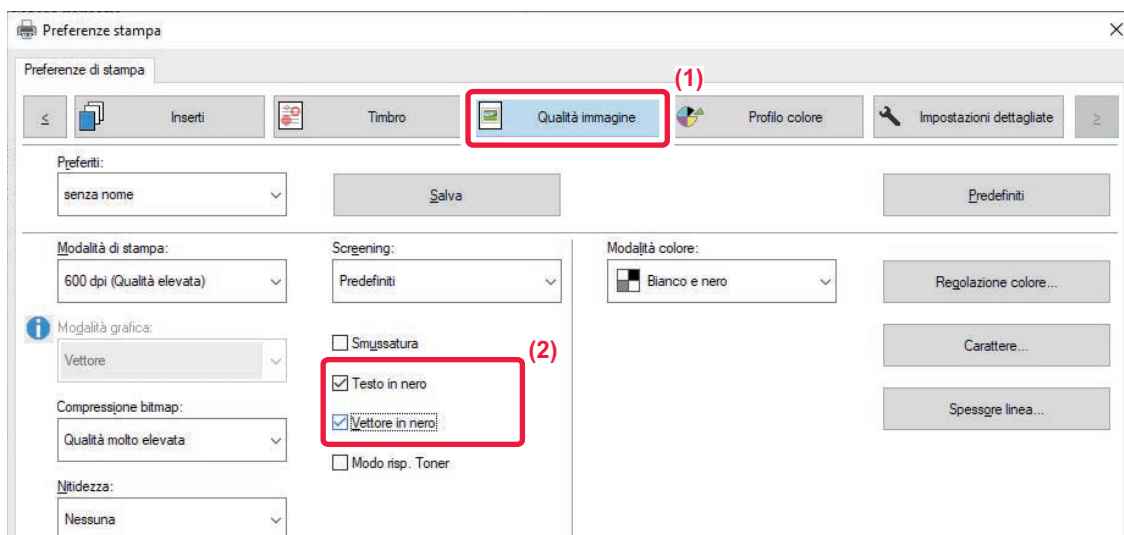 Preferenze stampa
Preferenze di stampa
(1)
<
Inserti
Timbro
Qualità immagine
Profilo colore
Impostazioni dettagliate
>
Preferiti:
senza nome
Salva
Predefiniti
Modalità di stampa:
600 dpi (Qualità elevata)
Screening:
Predefiniti
Modalità colore:
Bianco e nero
Regolazione colore...
Modalità grafica:
Vettore
Smussatura
(2)
Testo in nero
Carattere...
Compressione bitmap:
Qualità molto elevata
Vettore in nero
Spessore linea...
Modo risp. Toner
Nitidezza:
Nessuna